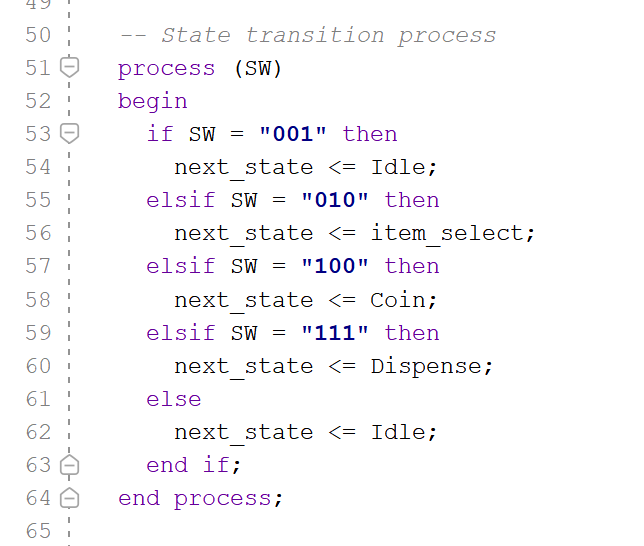 49
50 -- State transition process
51 process (SW)
52 begin
53 if SW = "001" then
54 next_state <= Idle;
55 elsif SW = "010" then
56 next_state <= item_select;
57 elsif SW = "100" then
58 next_state <= Coin;
59 elsif SW = "111" then
60 next_state <= Dispense;
61 else
62 next_state <= Idle;
63 end if;
64 end process;
65